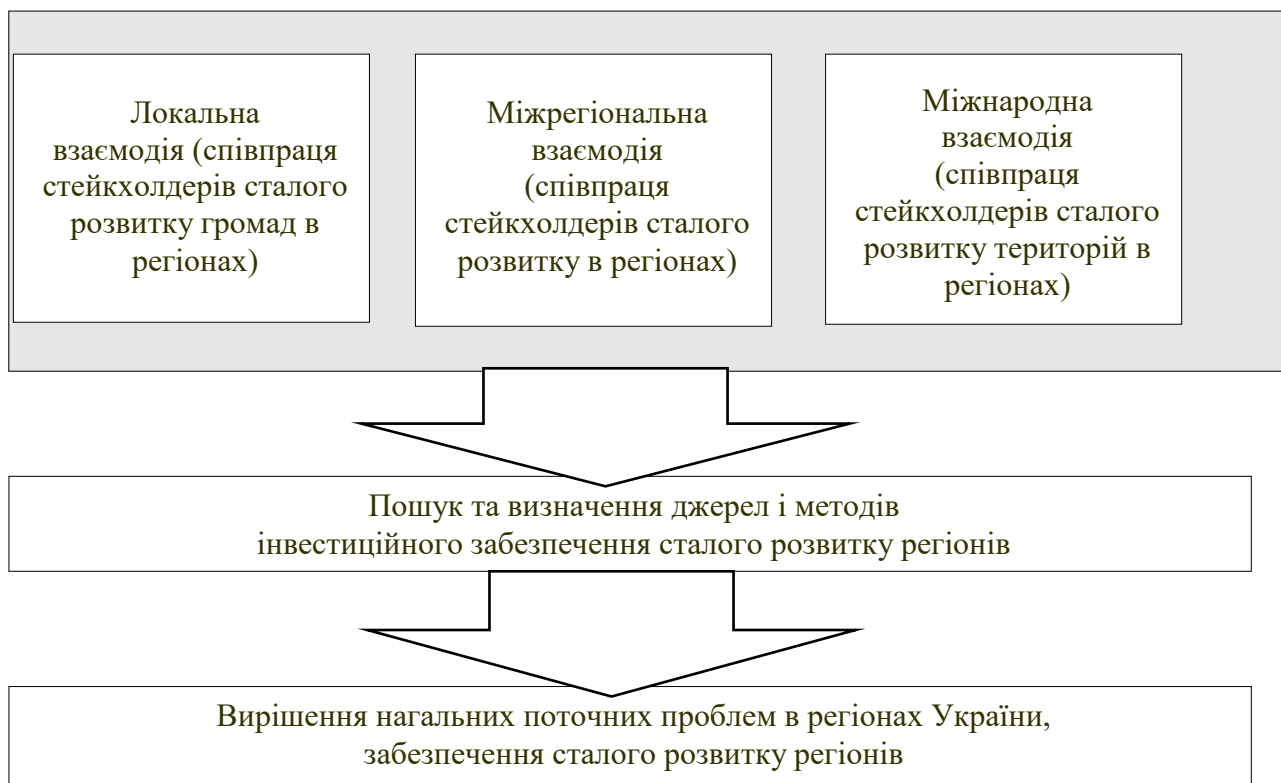 Локальна
взаємодія (співпраця
стейкхолдерів сталого
розвитку громад в
регіонах)
Міжрегіональна
взаємодія
(співпраця
стейкхолдерів сталого
розвитку в регіонах)
Міжнародна
взаємодія
(співпраця
стейкхолдерів сталого
розвитку територій в
регіонах)
Пошук та визначення джерел і методів
інвестиційного забезпечення сталого розвитку регіонів
Вирішення нагальних поточних проблем в регіонах України,
забезпечення сталого розвитку регіонів